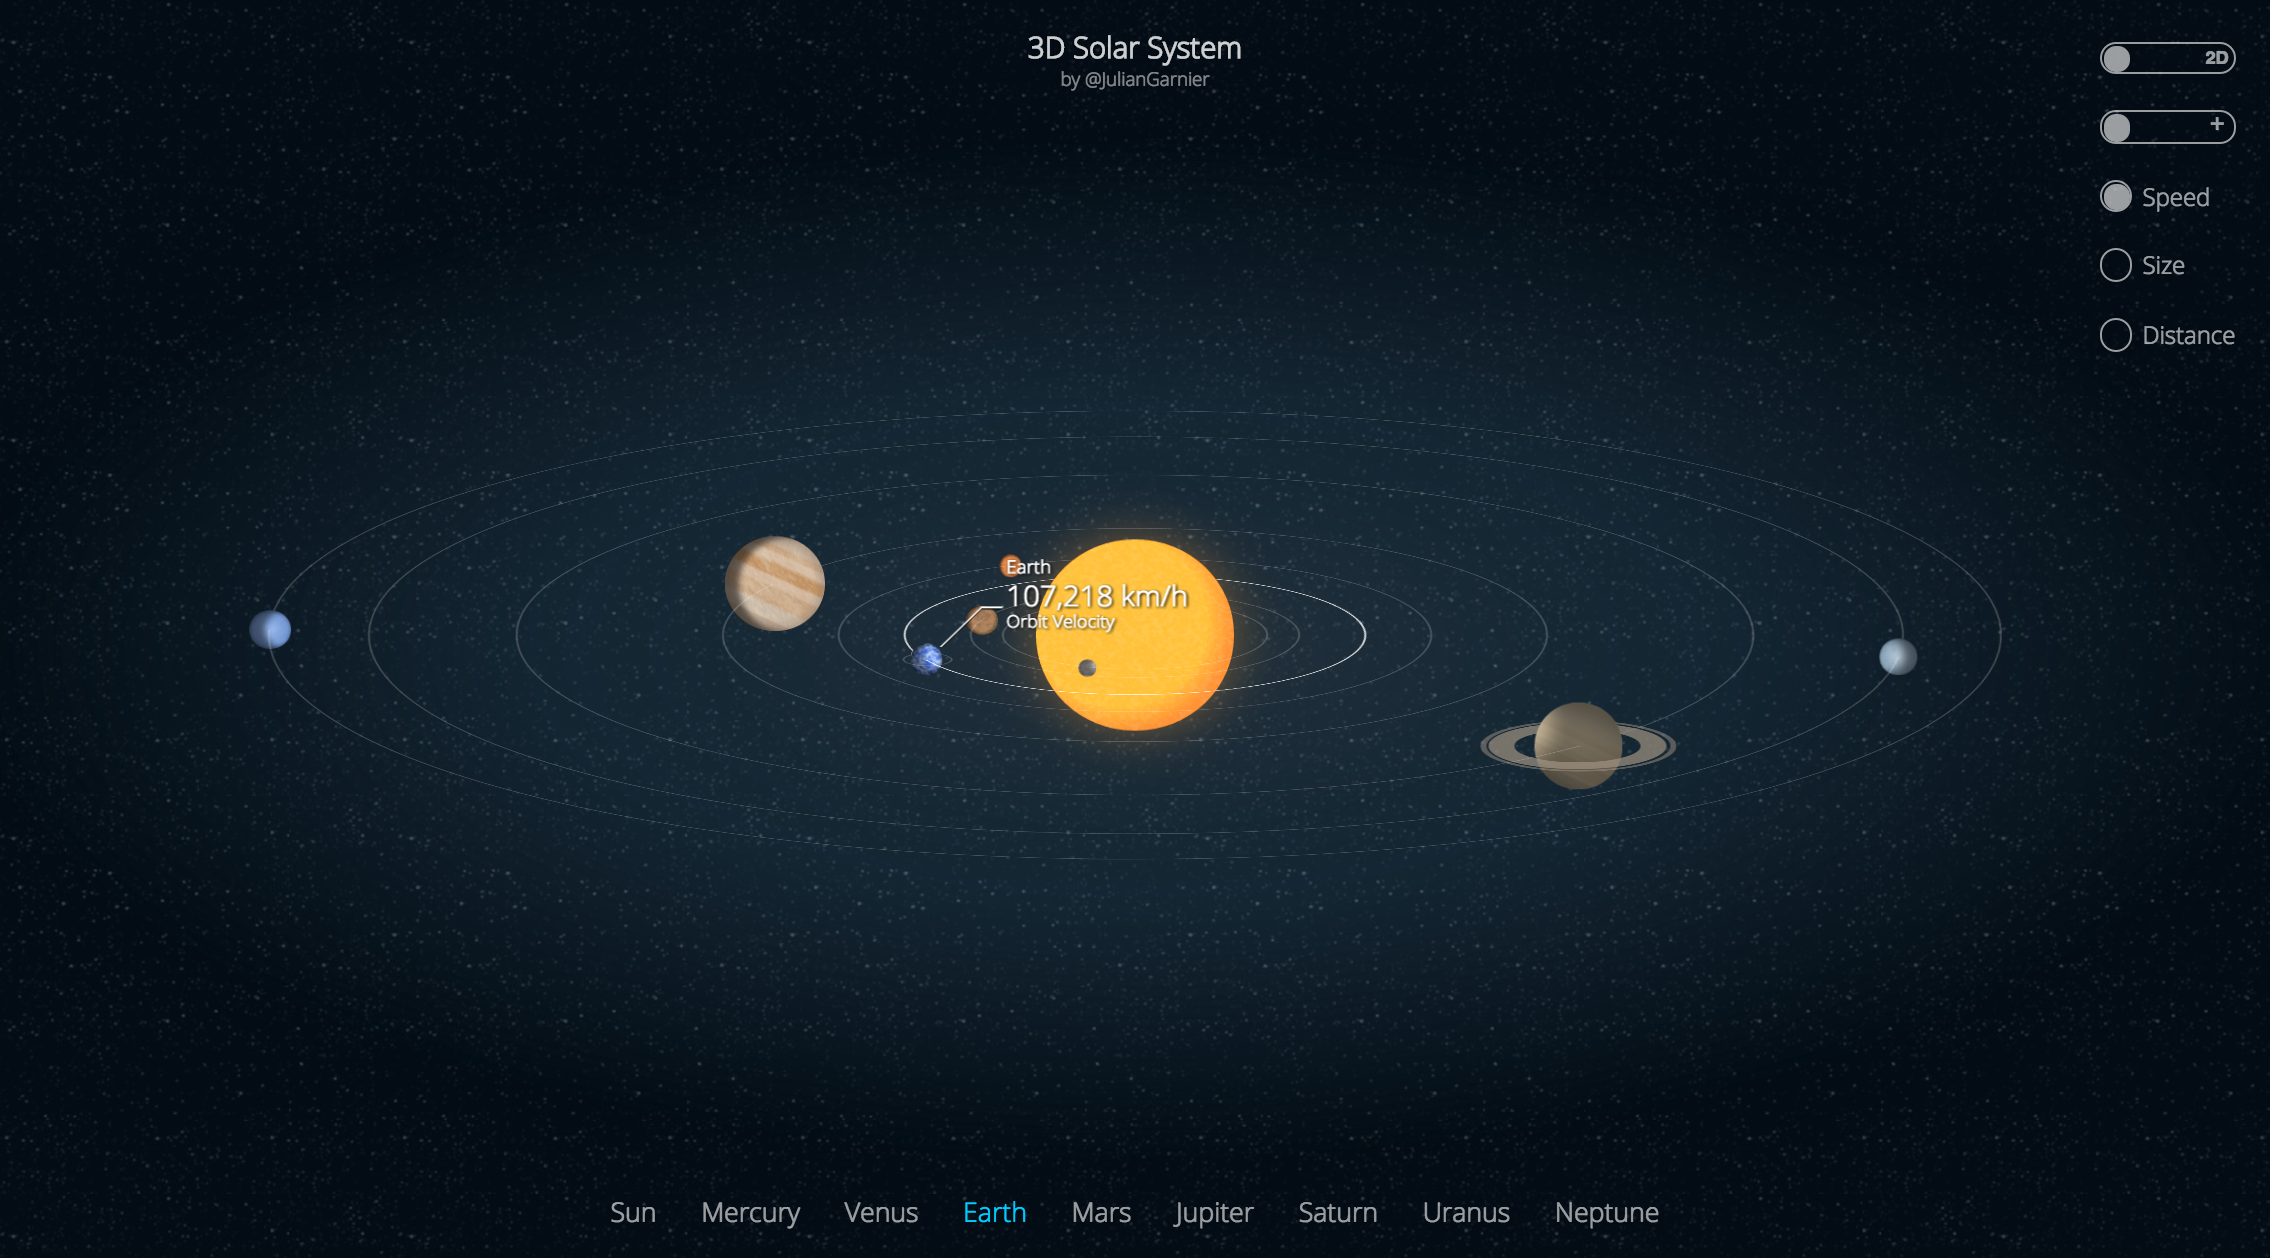 3D Solar System
by @JulianGarnier
2D
+
Speed
Size
Distance
Earth
107,218 km/h
Orbit Velocity
Sun Mercury Venus Earth Mars Jupiter Saturn Uranus Neptune